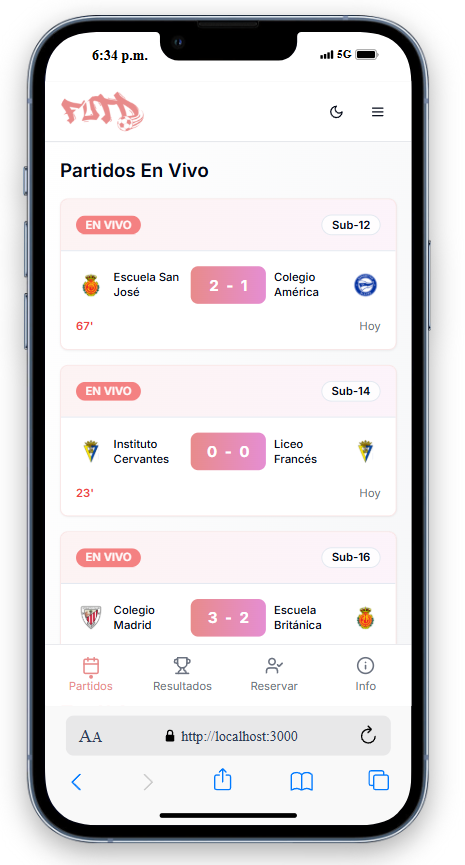 6:34 p.m.
5G
FUTP
Partidos En Vivo
EN VIVO
Sub-12
Escuela San
José
2 - 1
Colegio
América
67'
Hoy
EN VIVO
Sub-14
Instituto
Cervantes
0 - 0
Liceo
Francés
23'
Hoy
EN VIVO
Sub-16
Colegio
Madrid
3 - 2
Escuela
Británica
Partidos
Resultados
Reservar
Info
AA
http://localhost:3000